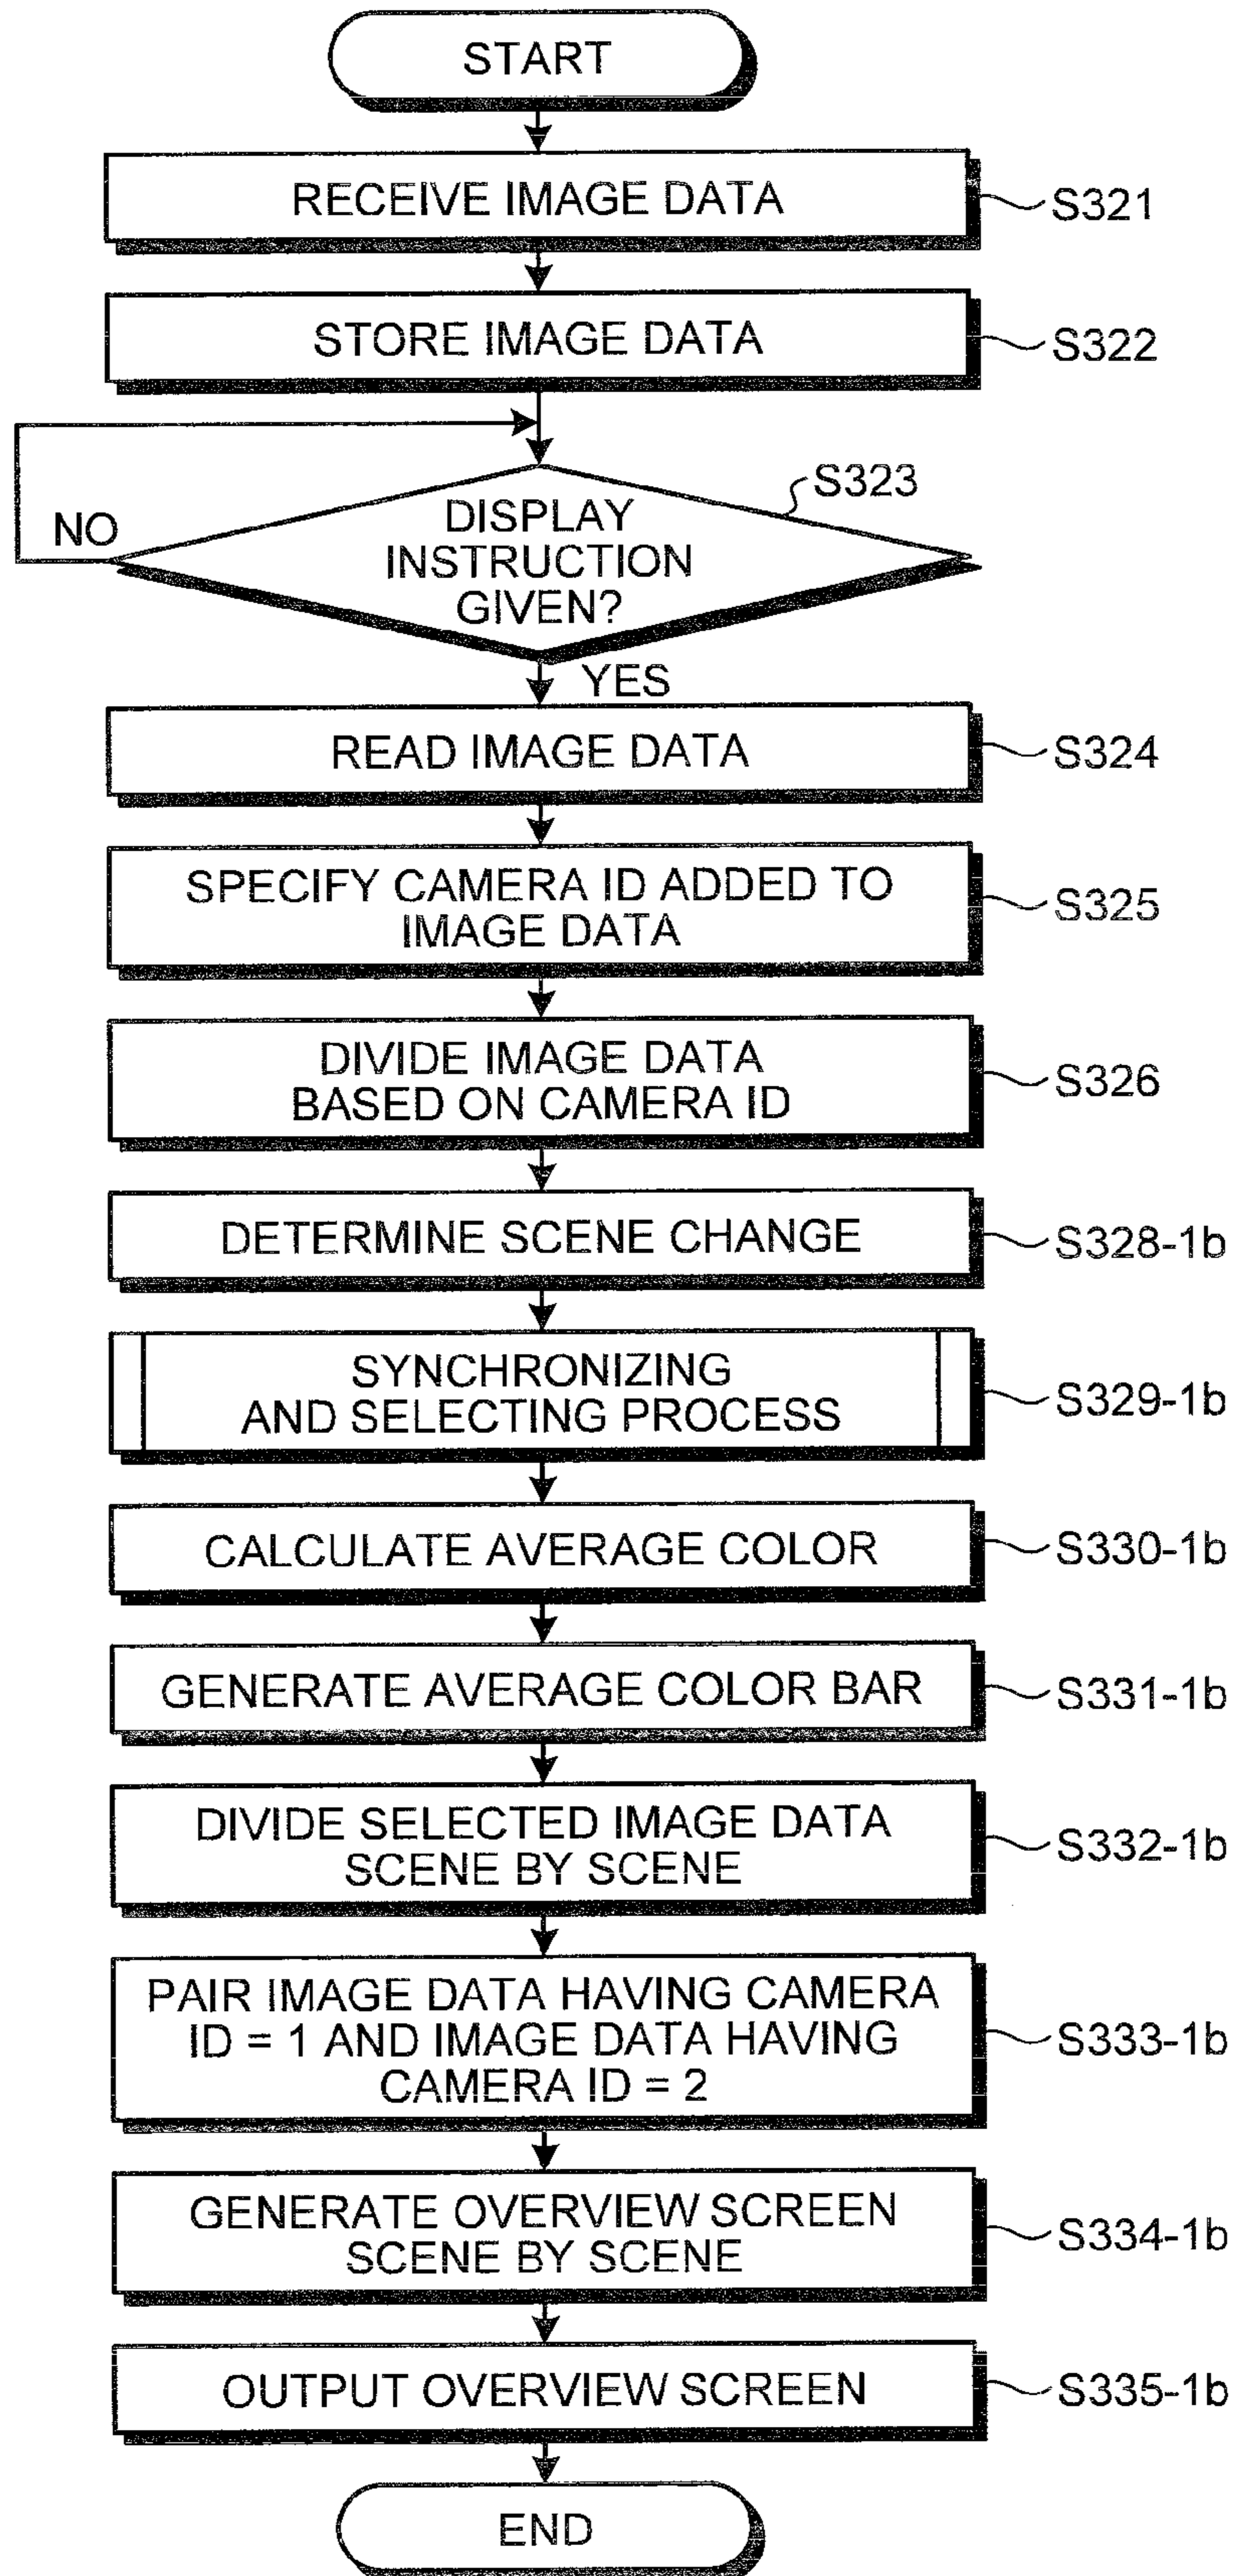 START
RECEIVE IMAGE DATA
S321
STORE IMAGE DATA
S322
S323
DISPLAY
INSTRUCTION
GIVEN?
NO
YES
READ IMAGE DATA
S324
SPECIFY CAMERA ID ADDED TO
IMAGE DATA
S325
DIVIDE IMAGE DATA
BASED ON CAMERA ID
S326
DETERMINE SCENE CHANGE
S328-1b
SYNCHRONIZING
AND SELECTING PROCESS
S329-1b
CALCULATE AVERAGE COLOR
S330-1b
GENERATE AVERAGE COLOR BAR
S331-1b
DIVIDE SELECTED IMAGE DATA
SCENE BY SCENE
S332-1b
PAIR IMAGE DATA HAVING CAMERA
ID = 1 AND IMAGE DATA HAVING
CAMERA ID = 2
S333-1b
GENERATE OVERVIEW SCREEN
SCENE BY SCENE
S334-1b
OUTPUT OVERVIEW SCREEN
S335-1b
END